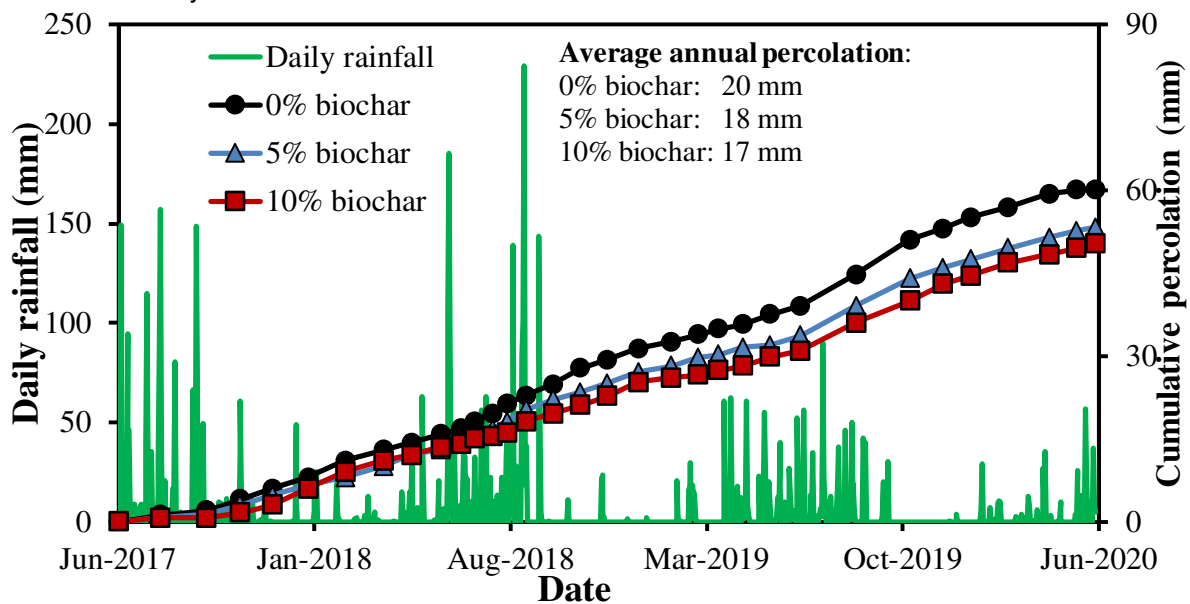 250
200
150
100
50
0
Daily rainfall (mm)
Daily rainfall
0% biochar
5% biochar
10% biochar
Average annual percolation:
0% biochar: 20 mm
5% biochar: 18 mm
10% biochar: 17 mm
90
60
30
0
Cumulative percolation (mm)
Jun-2017
Jan-2018
Aug-2018
Mar-2019
Oct-2019
Jun-2020
Date